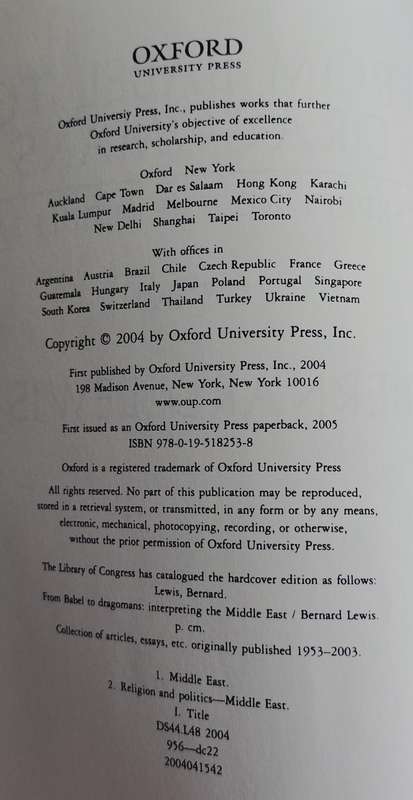 OXFORD
UNIVERSITY PRESS
Oxford Universiy Press, Inc., publishes works that further
Oxford University's objective of excellence
in research, scholarship, and education.
Oxford New York
Auckland Cape Town Dar es Salaam Hong Kong Karachi
Kuala Lumpur Madrid Melbourne Mexico City Nairobi
New Delhi Shanghai Taipei Toronto
With offices in
Argentina Austria Brazil Chile Czech Republic France Greece
Guatemala Hungary Italy Japan Poland Portugal Singapore
South Korea Switzerland Thailand Turkey Ukraine Vietnam
Copyright © 2004 by Oxford University Press, Inc.
First published by Oxford University Press, Inc., 2004
198 Madison Avenue, New York, New York 10016
www.oup.com
First issued as an Oxford University Press paperback, 2005
ISBN 978-0-19-518253-8
Oxford is a registered trademark of Oxford University Press
All rights reserved. No part of this publication may be reproduced,
stored in a retrieval system, or transmitted, in any form or by any means,
electronic, mechanical, photocopying, recording, or otherwise,
without the prior permission of Oxford University Press.
The Library of Congress has catalogued the hardcover edition as follows:
Lewis, Bernard.
From Babel to dragomans: interpreting the Middle East / Bernard Lewis.
p. cm.
Collection of articles, essays, etc. originally published 1953–2003.
1. Middle East.
2. Religion and politics—Middle East.
I. Title
DS44.L48 2004
956—dc22
2004041542